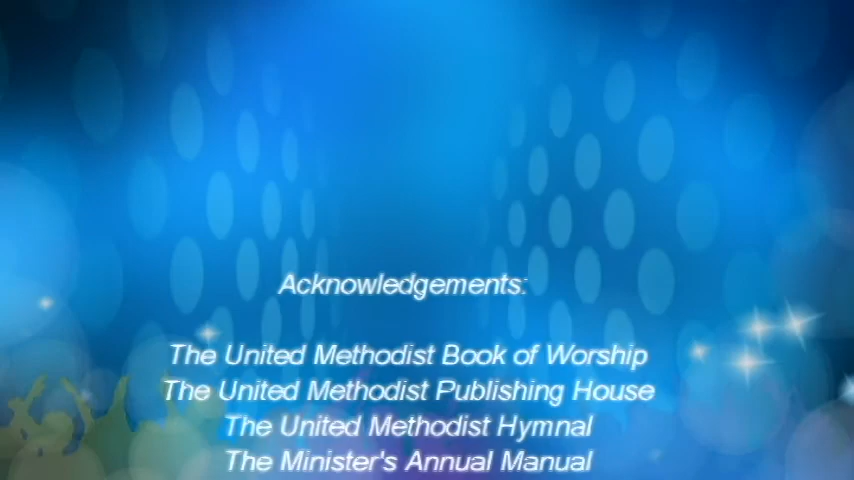 Acknowledgements:
The United Methodist Book of Worship
The United Methodist Publishing House
The United Methodist Hymnal
The Minister's Annual Manual